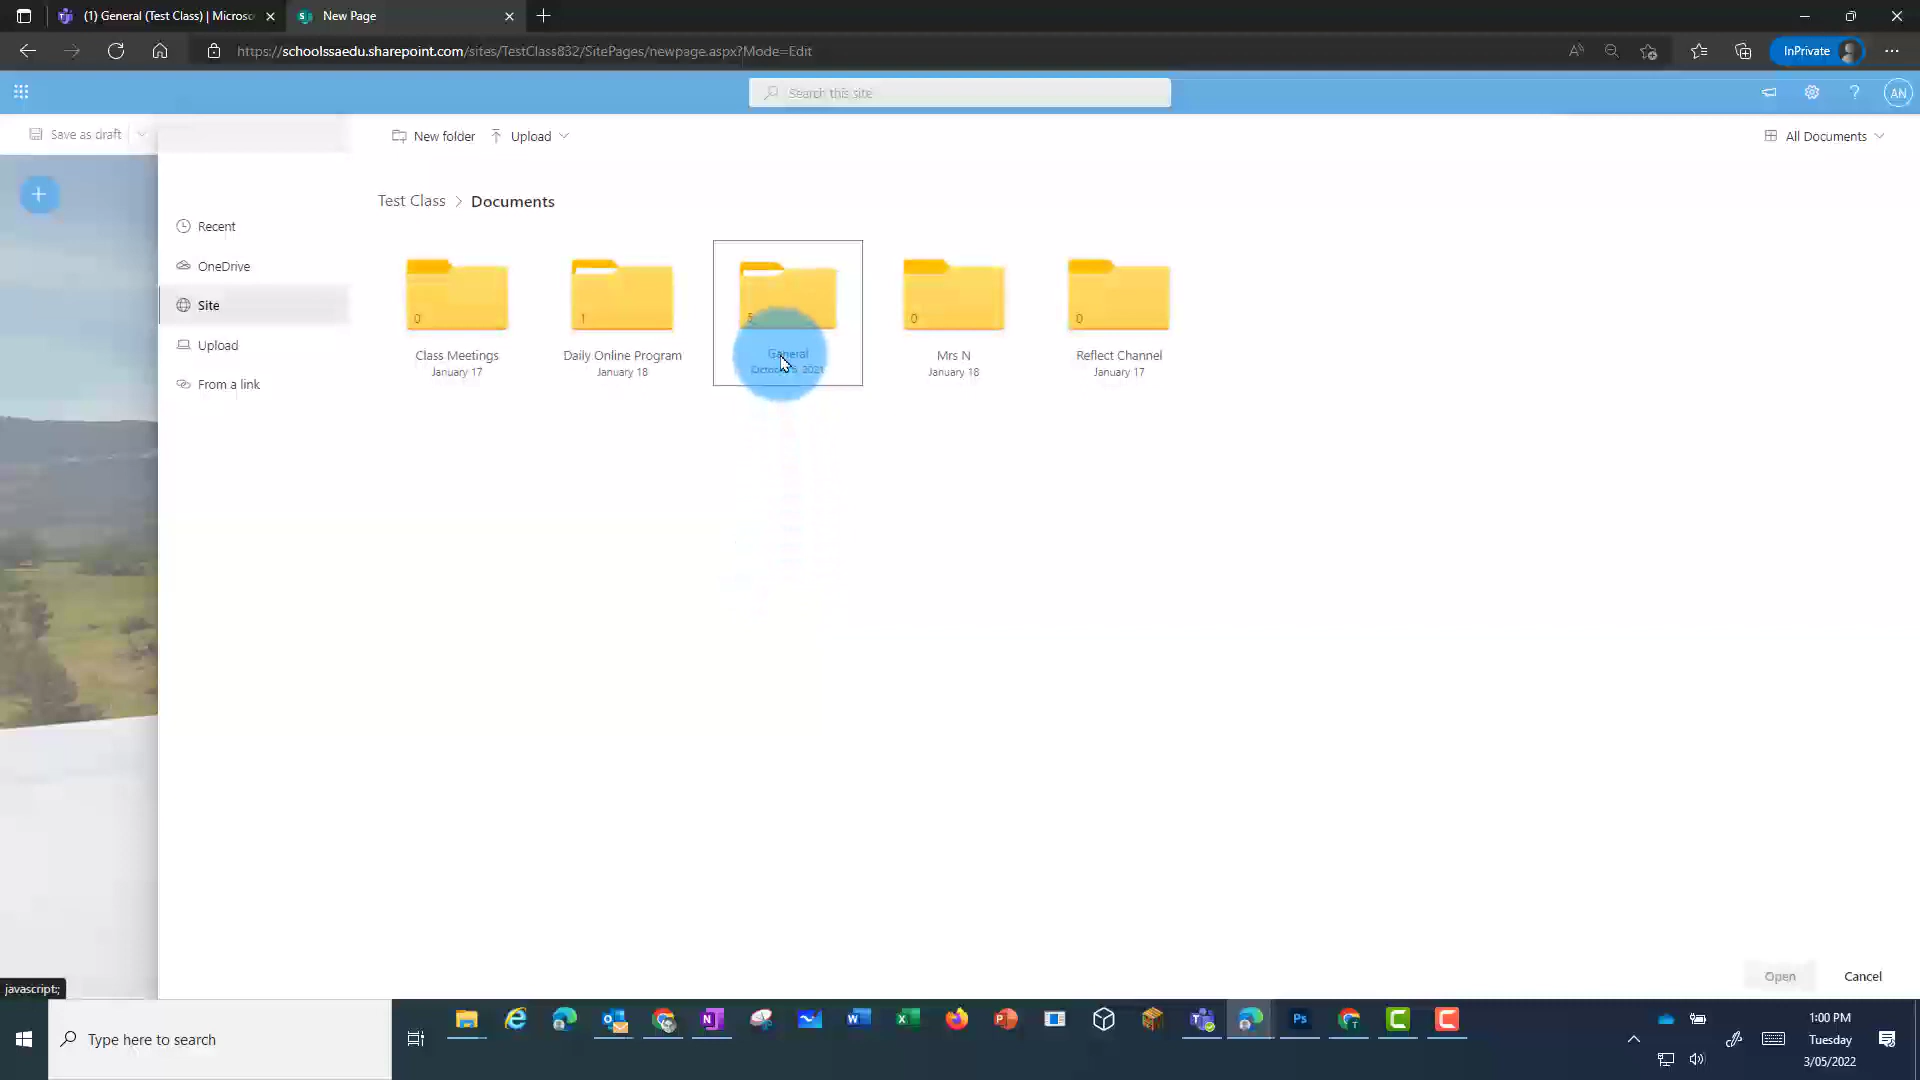 (1) General (Test Class) | Micros
New Page
https://schoolssaedu.sharepoint.com/sites/TestClass832/SitePages/newpage.aspx?Mode=Edit
InPrivate
Search this site
AN
Save as draft
New folder
Upload
All Documents
Test Class > Documents
Recent
OneDrive
Site
Upload
From a link
0
Class Meetings
January 17
1
Daily Online Program
January 18
5
General
2021
0
Mrs N
January 18
0
Reflect Channel
January 17
Open
Cancel
javascript:;
Type here to search
1:00 PM
Tuesday
3/05/2022